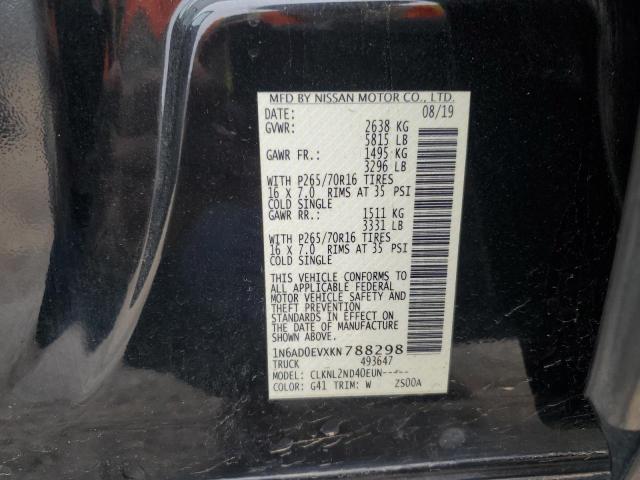 MFD BY NISSAN MOTOR CO., LTD.
DATE: 08/19
GVWR: 2638 KG
5815 LB
GAWR FR.: 1495 KG
3296 LB
WITH P265/70R16 TIRES
16 X 7.0 RIMS AT 35 PSI
COLD SINGLE
GAWR RR.: 1511 KG
3331 LB
WITH P265/70R16 TIRES
16 X 7.0 RIMS AT 35 PSI
COLD SINGLE
THIS VEHICLE CONFORMS TO
ALL APPLICABLE FEDERAL
MOTOR VEHICLE SAFETY AND
THEFT PREVENTION
STANDARDS IN EFFECT ON
THE DATE OF MANUFACTURE
SHOWN ABOVE.
1N6AD0EVXKN788298
TRUCK 493647
MODEL: CLKNL2ND40EUN-----
COLOR: G41 TRIM: W ZS00A